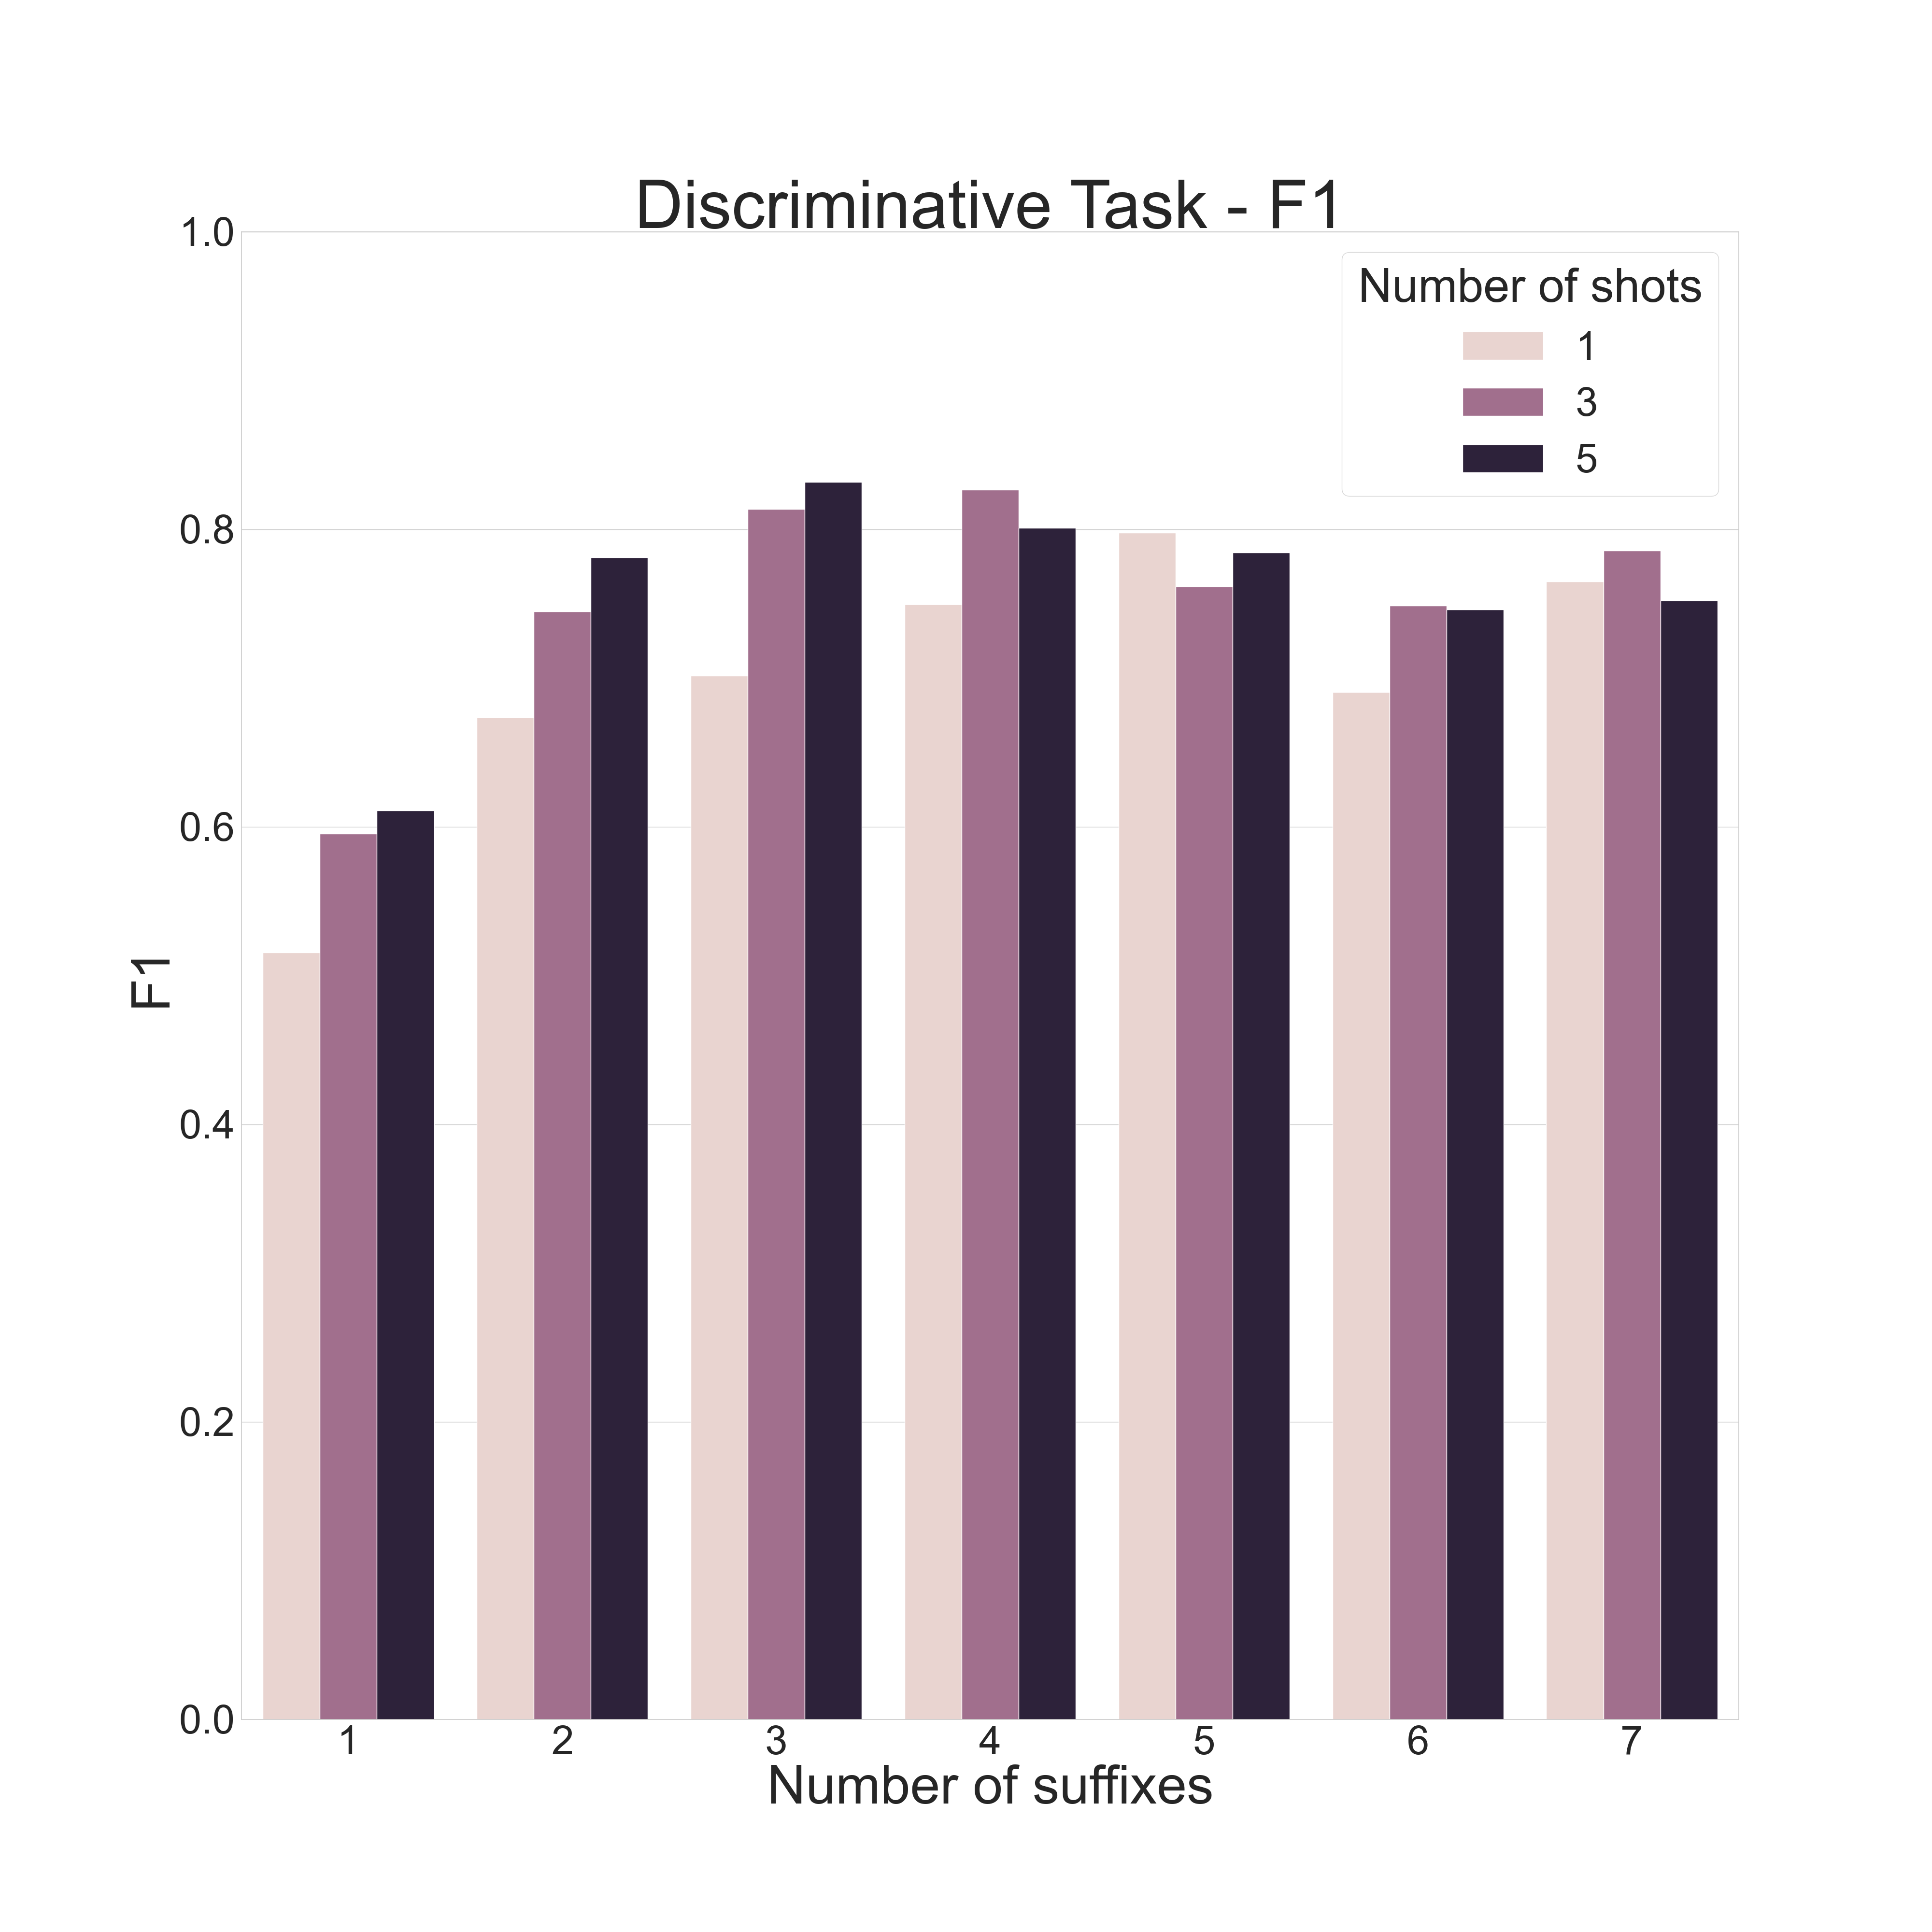 Discriminative Task - F1
1.0
0.8
0.6
0.4
0.2
0.0
F1
Number of shots
1
3
5
1 2 3 4 5 6 7
Number of suffixes